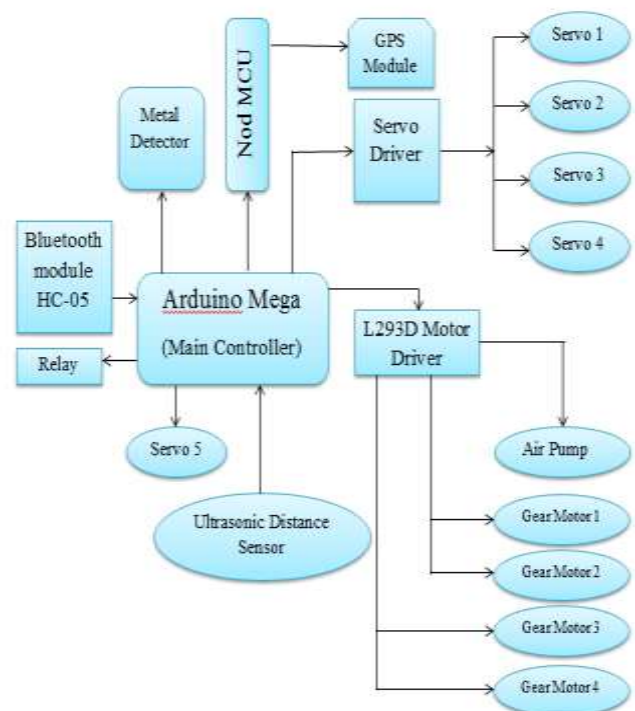 GPS
Module
Servo 1
Nod MCU
Metal
Detector
Servo
Driver
Servo 2
Servo 3
Servo 4
Bluetooth
module
HC-05
Arduino Mega
(Main Controller)
L293D Motor
Driver
Relay
Servo 5
Air Pump
Ultrasonic Distance
Sensor
GearMotor1
GearMotor2
GearMotor3
GearMotor4